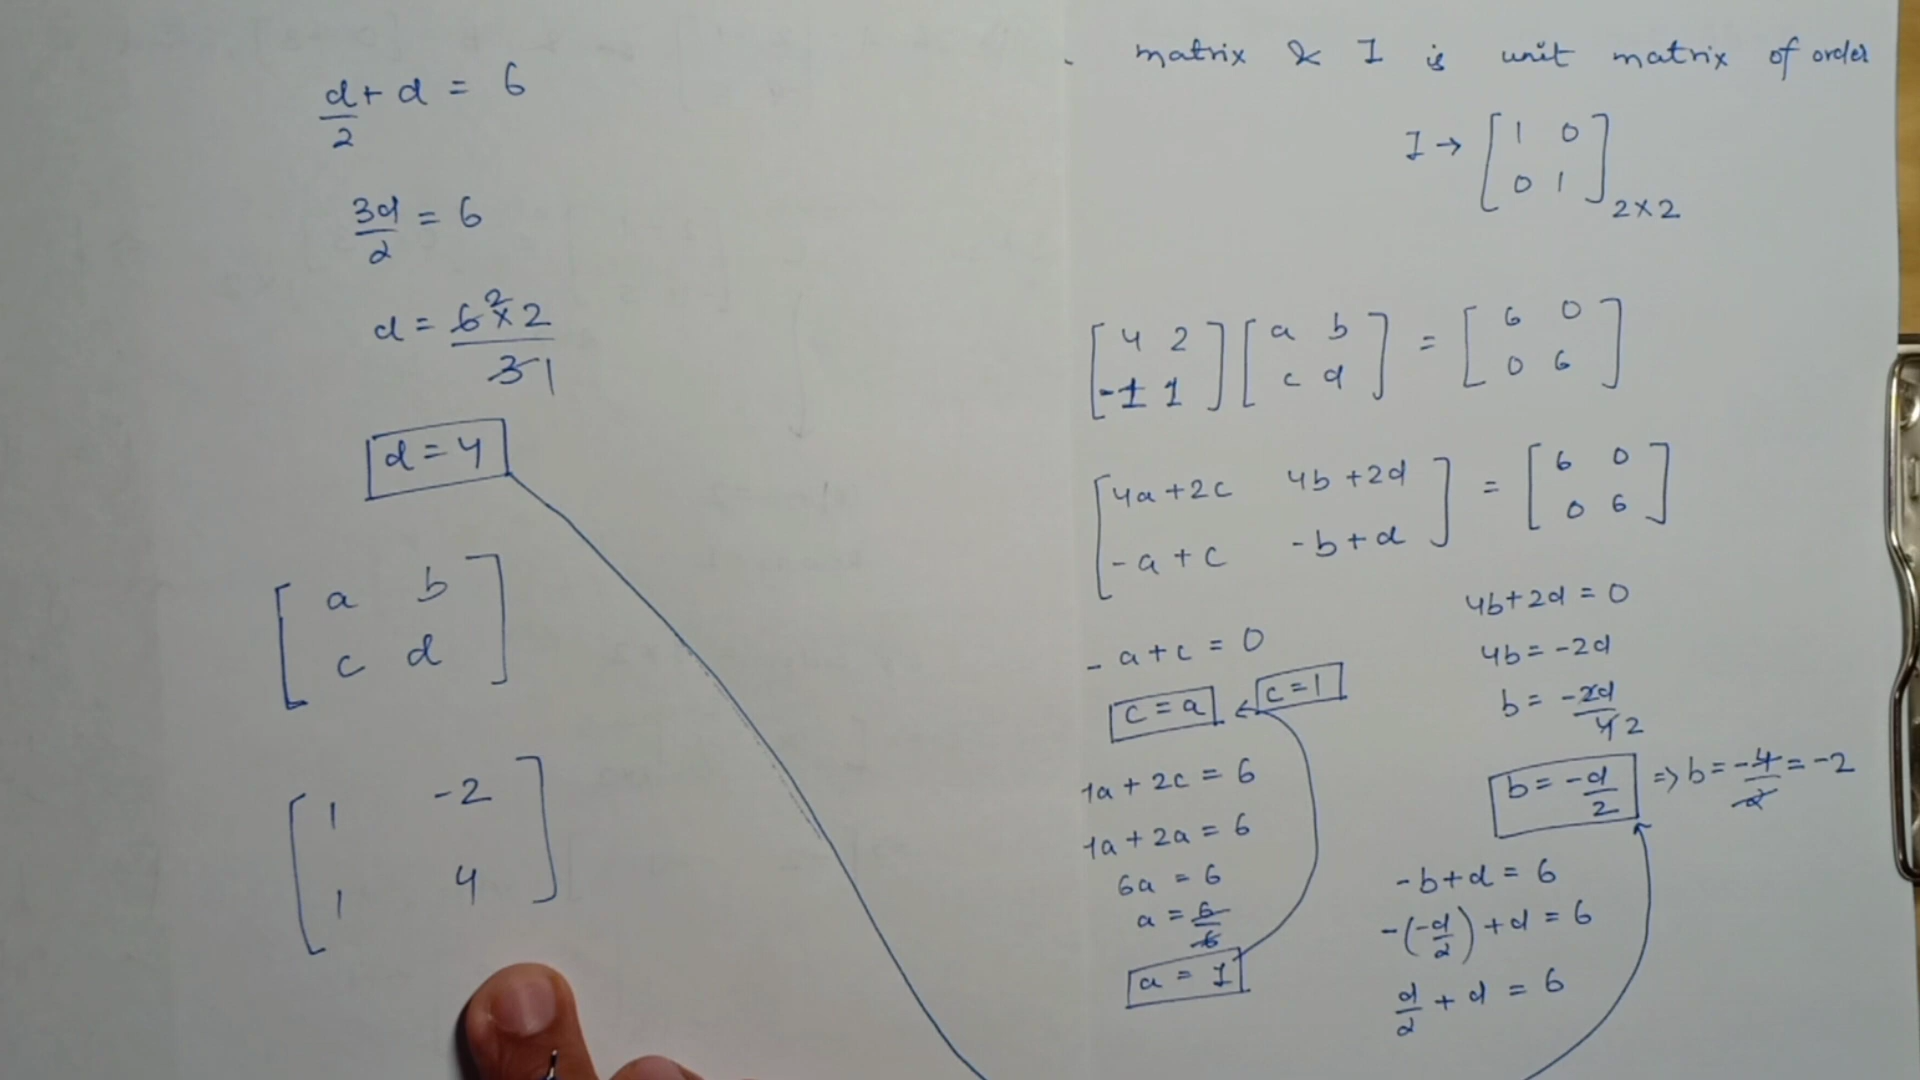 matrix & I is unit matrix of order
I → [ 1 0
0 1 ] 2×2
[ 4 2
-1 1 ] [ a b
c d ] = [ 6 0
0 6 ]
[ 4a+2c 4b+2d
-a+c -b+d ] = [ 6 0
0 6 ]
-a+c = 0
c = a ← c = 1
4a + 2c = 6
4a + 2a = 6
6a = 6
a = 6/6
a = 1
4b+2d = 0
4b = -2d
b = -2d/4 2
b = -d/2 ⇒ b = -4/2 = -2
-b+d = 6
-(-d/2) + d = 6
d/2 + d = 6
d/2 + d = 6
3d/2 = 6
d = 6 2 × 2 / 3 1
d = 4
[ a b
c d ]
[ 1 -2
1 4 ]